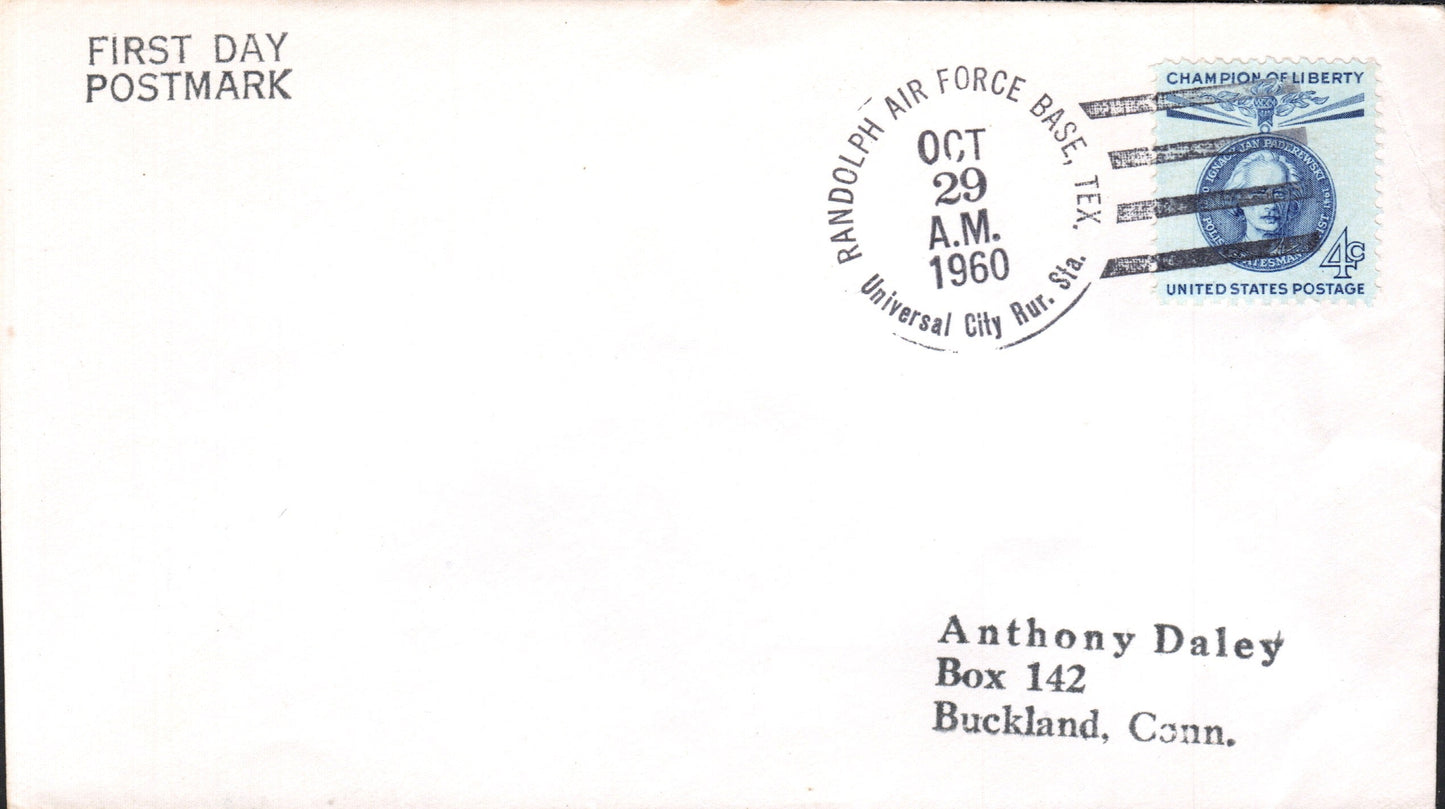 FIRST DAY
POSTMARK
RANDOLPH AIR FORCE BASE, TEX.
OCT
29
A.M.
1960
Universal City Rur. Sta.
CHAMPION OF LIBERTY
IGNACY JAN PADEREWSKI
4c
UNITED STATES POSTAGE
Anthony Daley
Box 142
Buckland, Conn.